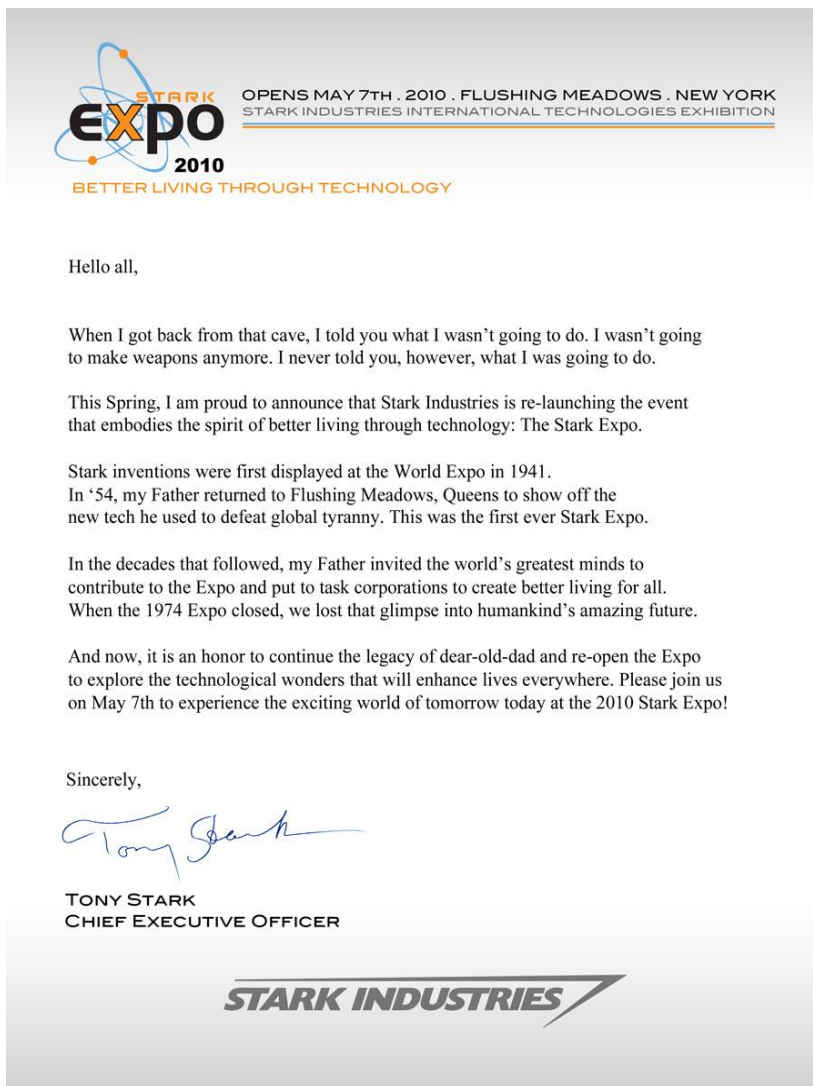 STARK
EXPO
2010
BETTER LIVING THROUGH TECHNOLOGY
OPENS MAY 7TH . 2010 . FLUSHING MEADOWS . NEW YORK
STARK INDUSTRIES INTERNATIONAL TECHNOLOGIES EXHIBITION
Hello all,
When I got back from that cave, I told you what I wasn’t going to do. I wasn’t going
to make weapons anymore. I never told you, however, what I was going to do.
This Spring, I am proud to announce that Stark Industries is re-launching the event
that embodies the spirit of better living through technology: The Stark Expo.
Stark inventions were first displayed at the World Expo in 1941.
In ‘54, my Father returned to Flushing Meadows, Queens to show off the
new tech he used to defeat global tyranny. This was the first ever Stark Expo.
In the decades that followed, my Father invited the world’s greatest minds to
contribute to the Expo and put to task corporations to create better living for all.
When the 1974 Expo closed, we lost that glimpse into humankind’s amazing future.
And now, it is an honor to continue the legacy of dear-old-dad and re-open the Expo
to explore the technological wonders that will enhance lives everywhere. Please join us
on May 7th to experience the exciting world of tomorrow today at the 2010 Stark Expo!
Sincerely,
Tony Stark
TONY STARK
CHIEF EXECUTIVE OFFICER
STARK INDUSTRIES